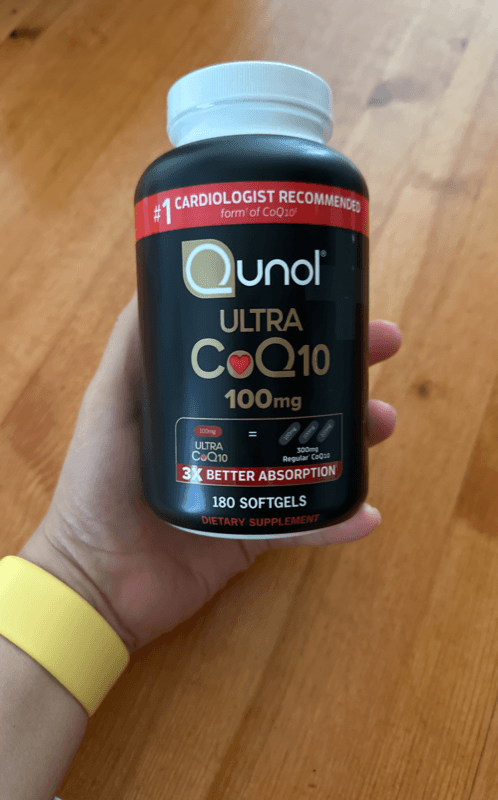 #1 CARDIOLOGIST RECOMMENDED
form† of CoQ10†
Qunol®
ULTRA
CoQ10
100mg
100mg
ULTRA
CoQ10
=
300mg
Regular CoQ10
3X BETTER ABSORPTION
180 SOFTGELS
DIETARY SUPPLEMENT